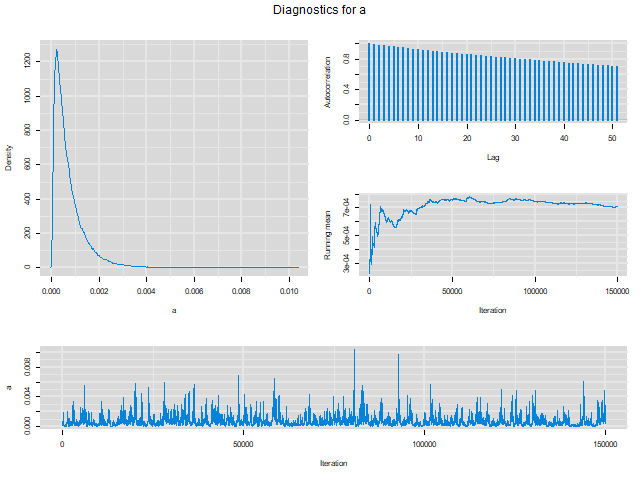 Diagnostics for a
Density
0 200 400 600 800 1000 1200
0.000 0.002 0.004 0.006 0.008 0.010
a
Autocorrelation
0.0 0.4 0.8
0 10 20 30 40 50
Lag
Running mean
3e-04 5e-04 7e-04
0 50000 100000 150000
Iteration
a
0.000 0.004 0.008
0 50000 100000 150000
Iteration